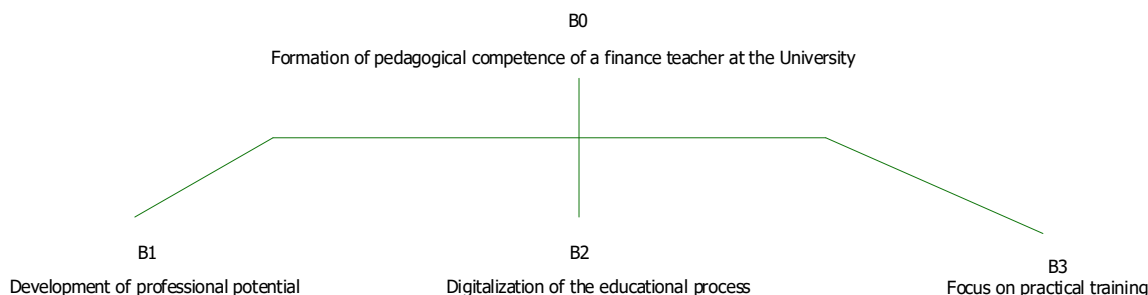 B0
Formation of pedagogical competence of a finance teacher at the University
B1
Development of professional potential
B2
Digitalization of the educational process
B3
Focus on practical training